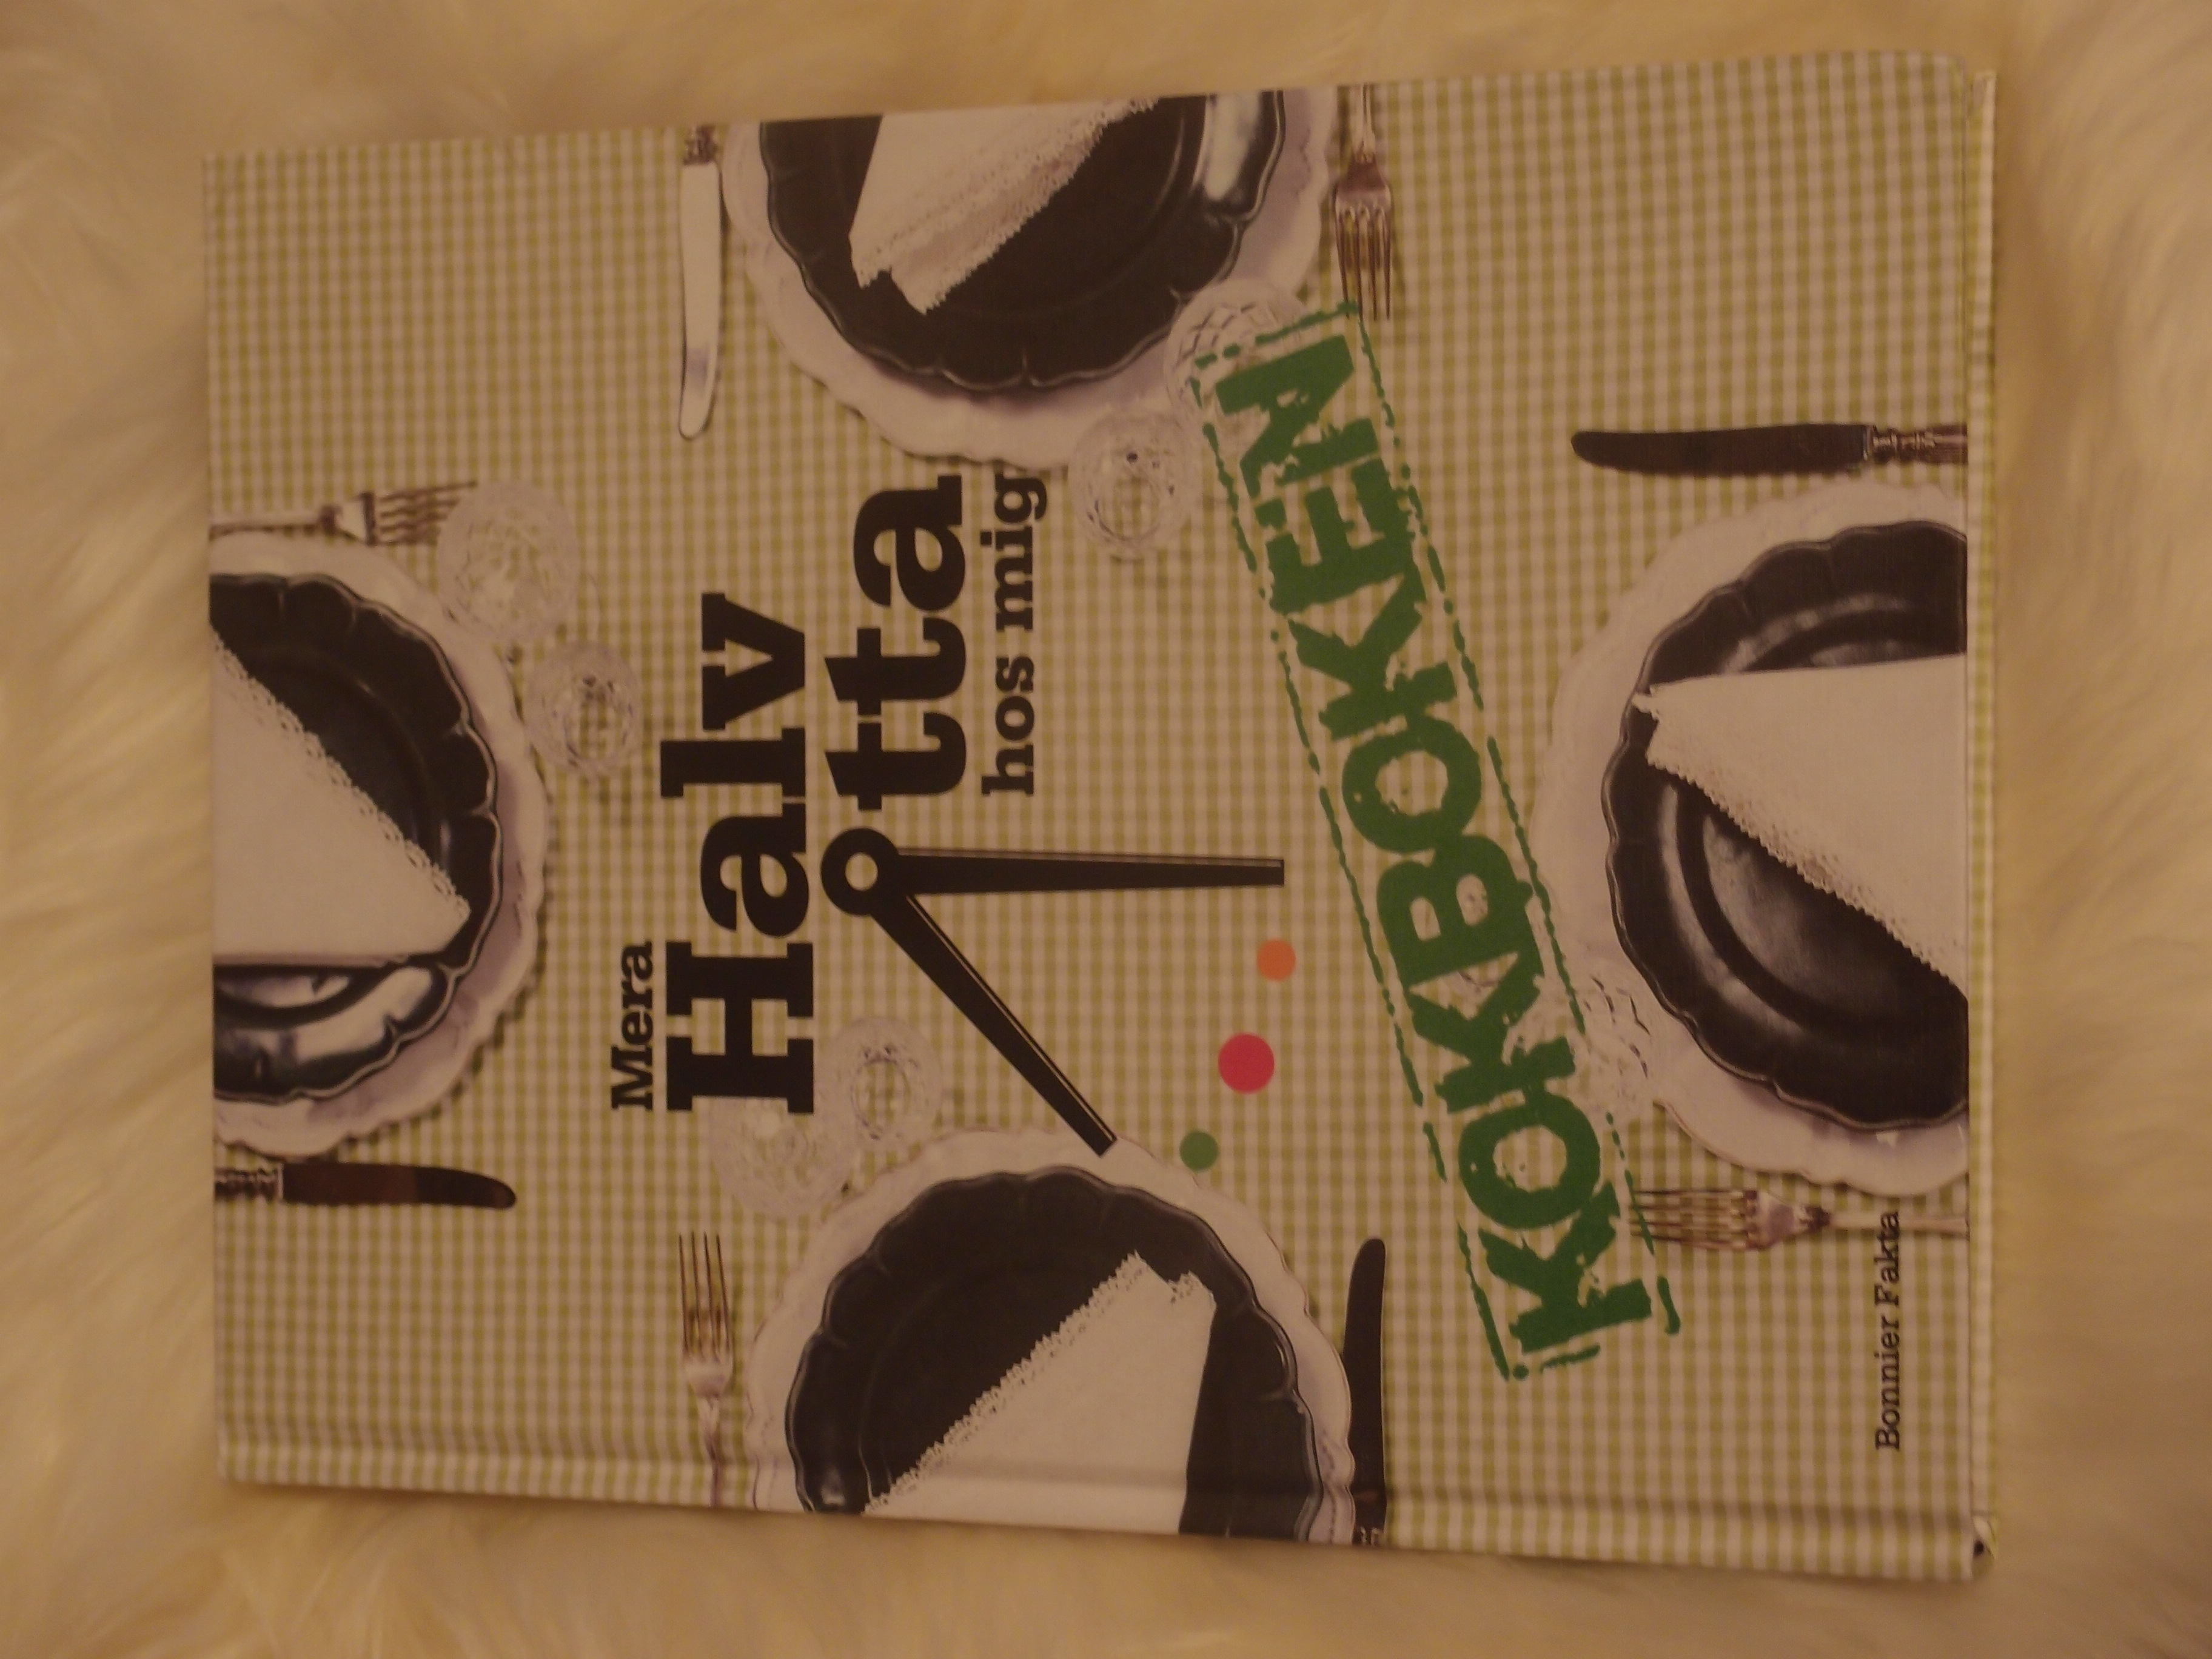 Mera
Halv
åtta
hos mig
KOKBOKEN
Bonnier Fakta